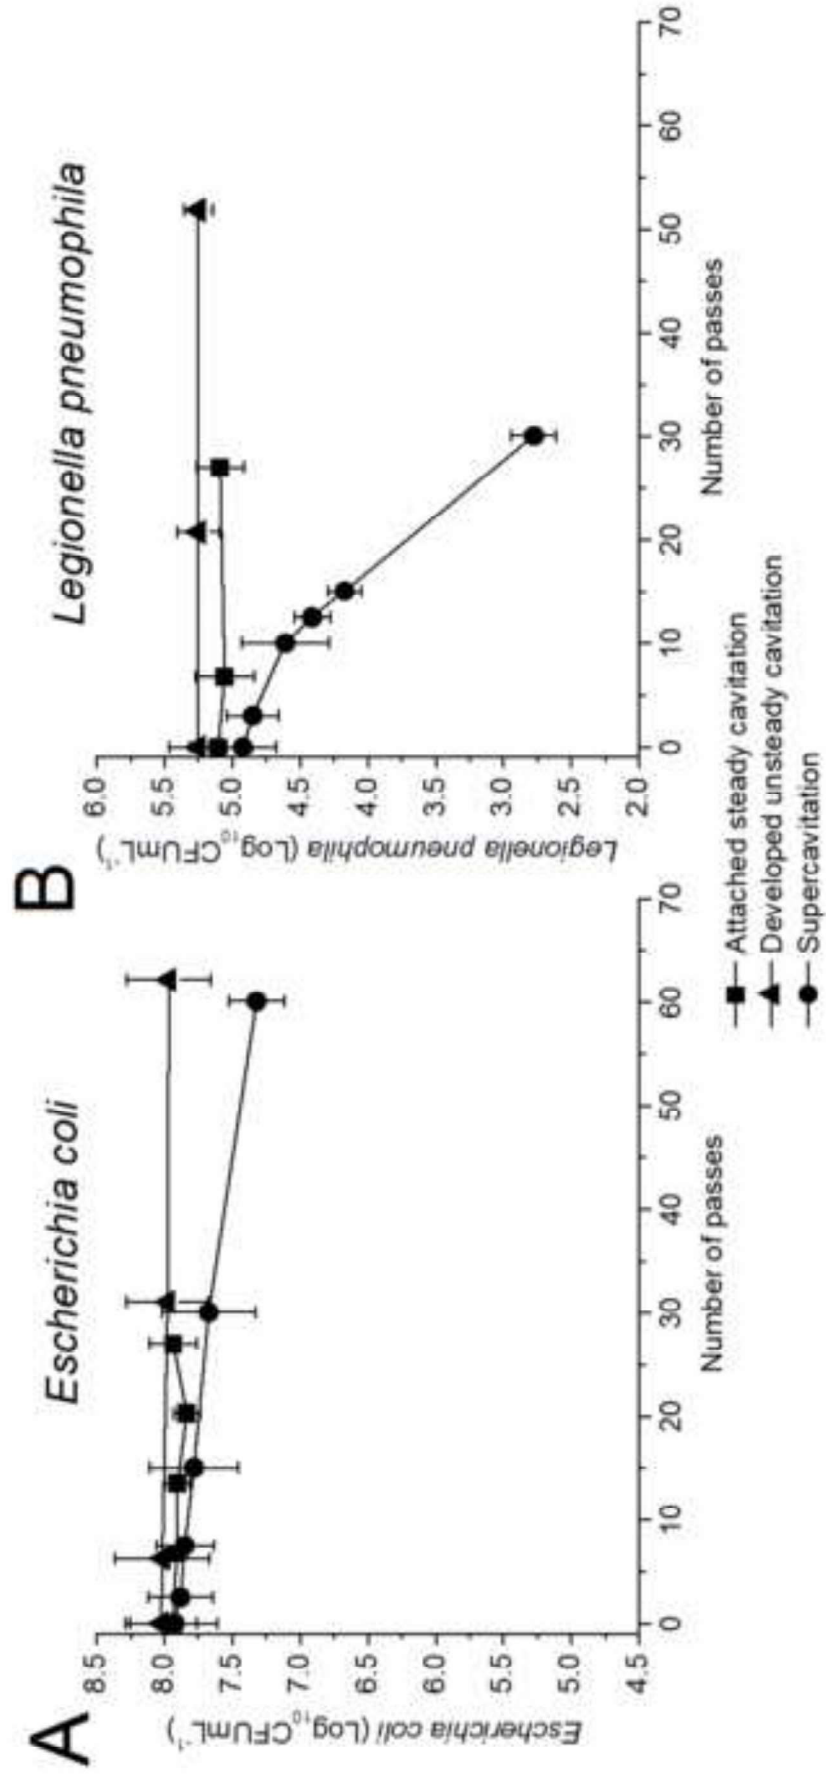 A
Escherichia coli
Escherichia coli (Log₁₀CFUmL⁻¹)
8.5
8.0
7.5
7.0
6.5
6.0
5.5
5.0
4.5
0 10 20 30 40 50 60 70
Number of passes
B
Legionella pneumophila
Legionella pneumophila (Log₁₀CFUmL⁻¹)
6.0
5.5
5.0
4.5
4.0
3.5
3.0
2.5
2.0
0 10 20 30 40 50 60 70
Number of passes
Attached steady cavitation
Developed unsteady cavitation
Supercavitation